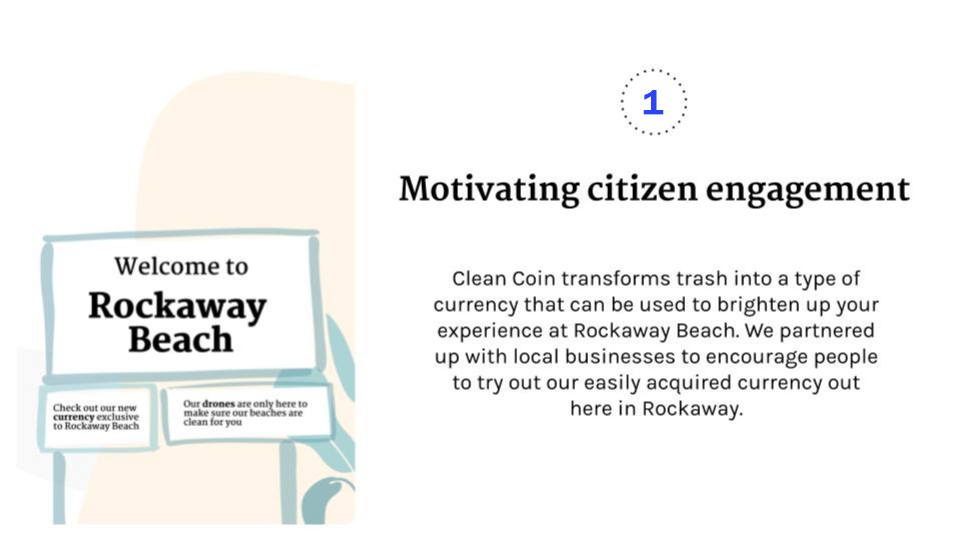 Welcome to
Rockaway
Beach
Check out our new
currency exclusive
to Rockaway Beach
Our drones are only here to
make sure our beaches are
clean for you
1
Motivating citizen engagement
Clean Coin transforms trash into a type of
currency that can be used to brighten up your
experience at Rockaway Beach. We partnered
up with local businesses to encourage people
to try out our easily acquired currency out
here in Rockaway.